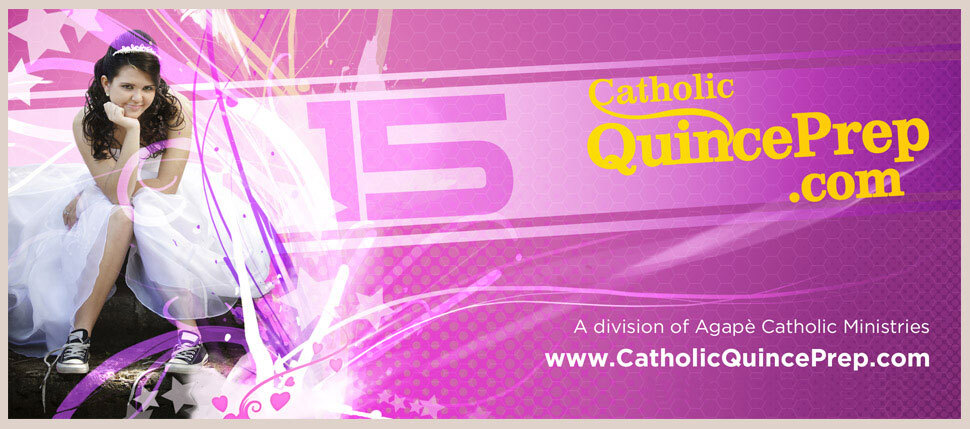 15
Catholic
QuincePrep
.com
A division of Agapè Catholic Ministries
www.CatholicQuincePrep.com